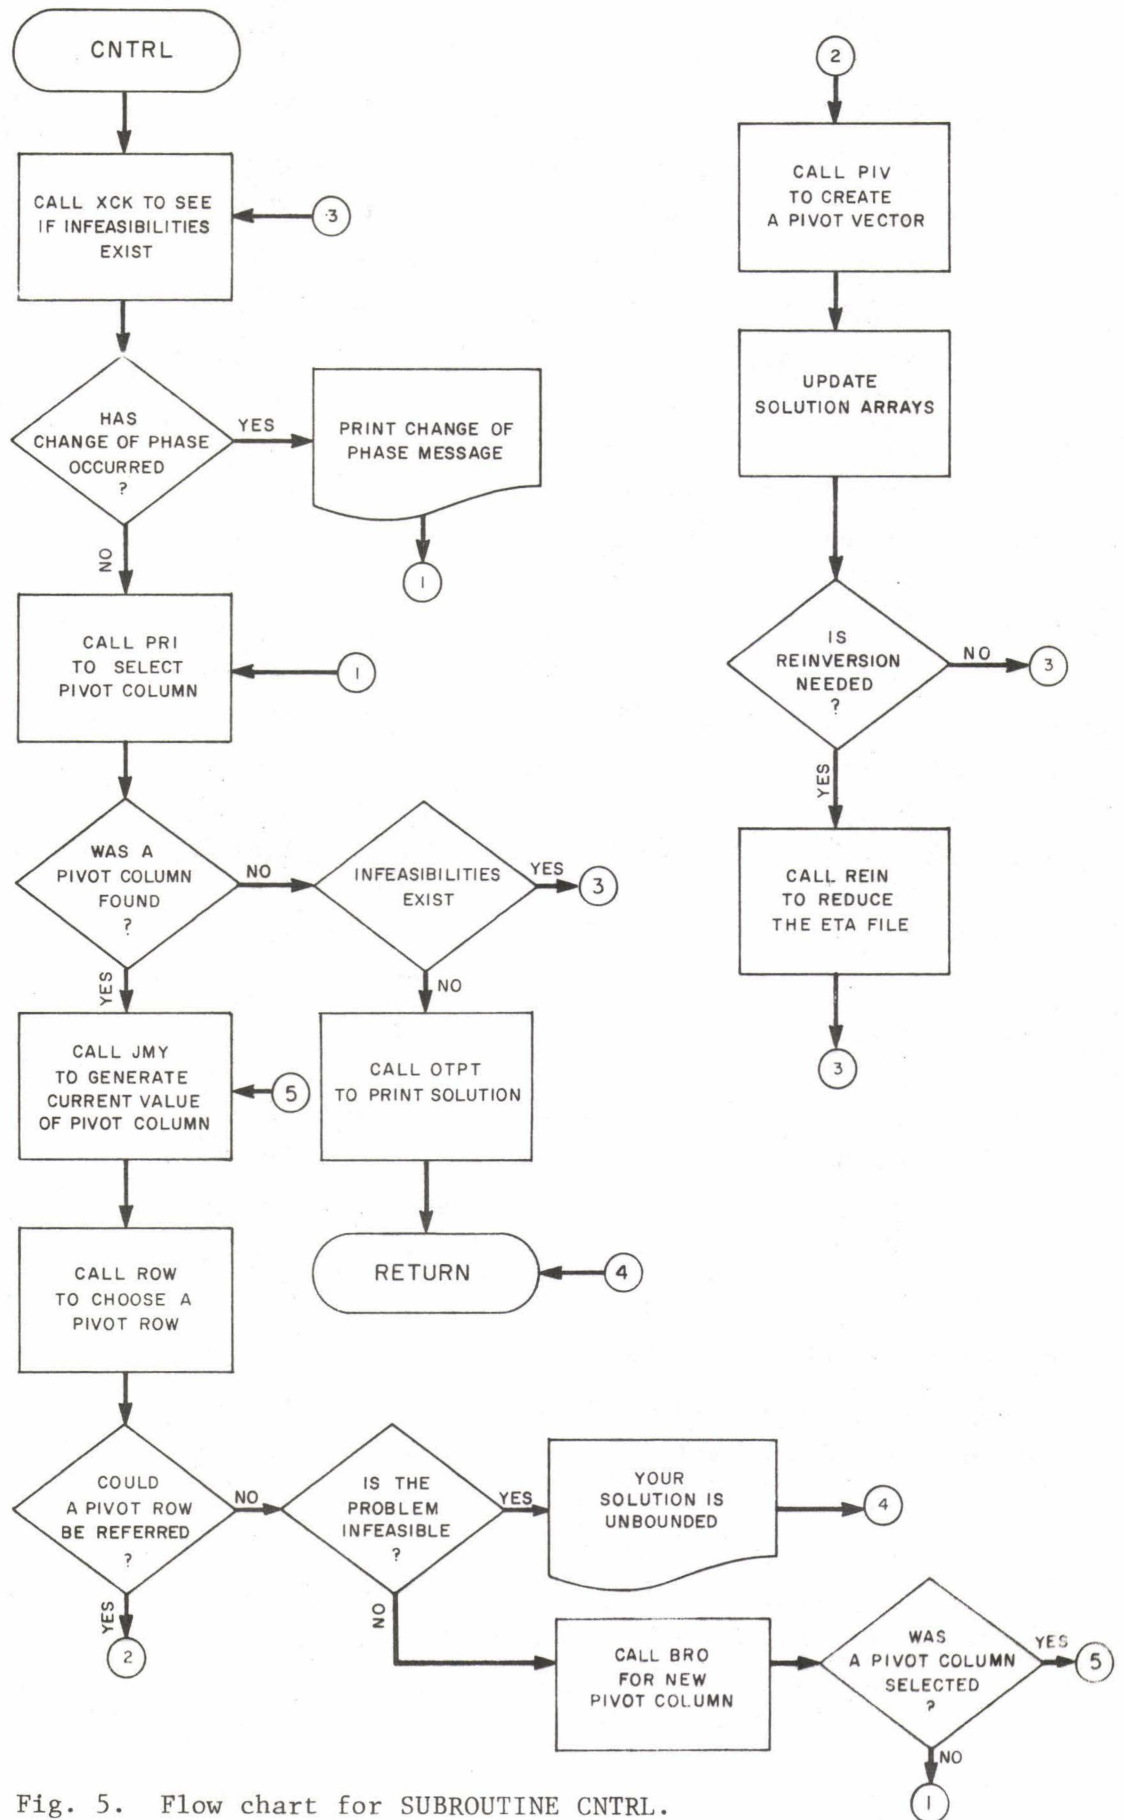 CNTRL
CALL XCK TO SEE
IF INFEASIBILITIES
EXIST
3
HAS
CHANGE OF PHASE
OCCURRED
?
YES
PRINT CHANGE OF
PHASE MESSAGE
1
NO
CALL PRI
TO SELECT
PIVOT COLUMN
1
WAS A
PIVOT COLUMN
FOUND
?
NO
INFEASIBILITIES
EXIST
YES
3
YES
NO
CALL JMY
TO GENERATE
CURRENT VALUE
OF PIVOT COLUMN
5
CALL OTPT
TO PRINT SOLUTION
CALL ROW
TO CHOOSE A
PIVOT ROW
RETURN
4
COULD
A PIVOT ROW
BE REFERRED
?
NO
IS THE
PROBLEM
INFEASIBLE
?
YES
YOUR
SOLUTION IS
UNBOUNDED
4
YES
2
NO
CALL BRO
FOR NEW
PIVOT COLUMN
WAS
A PIVOT COLUMN
SELECTED
?
YES
5
NO
1
2
CALL PIV
TO CREATE
A PIVOT VECTOR
UPDATE
SOLUTION ARRAYS
IS
REINVERSION
NEEDED
?
NO
3
YES
CALL REIN
TO REDUCE
THE ETA FILE
3
Fig. 5. Flow chart for SUBROUTINE CNTRL.